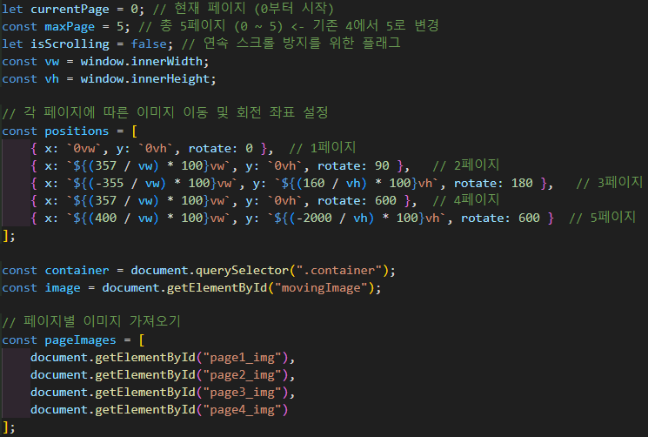 let currentPage = 0; // 현재 페이지 (0부터 시작)
const maxPage = 5; // 총 5페이지 (0 ~ 5) <- 기존 4에서 5로 변경
let isScrolling = false; // 연속 스크롤 방지를 위한 플래그
const vw = window.innerWidth;
const vh = window.innerHeight;
// 각 페이지에 따른 이미지 이동 및 회전 좌표 설정
const positions = [
{ x: `0vw`, y: `0vh`, rotate: 0 }, // 1페이지
{ x: `${(357 / vw) * 100}vw`, y: `0vh`, rotate: 90 }, // 2페이지
{ x: `${(-355 / vw) * 100}vw`, y: `${(160 / vh) * 100}vh`, rotate: 180 }, // 3페이지
{ x: `${(357 / vw) * 100}vw`, y: `0vh`, rotate: 600 }, // 4페이지
{ x: `${(400 / vw) * 100}vw`, y: `${(-2000 / vh) * 100}vh`, rotate: 600 } // 5페이지
];
const container = document.querySelector(".container");
const image = document.getElementById("movingImage");
// 페이지별 이미지 가져오기
const pageImages = [
document.getElementById("page1_img"),
document.getElementById("page2_img"),
document.getElementById("page3_img"),
document.getElementById("page4_img")
];